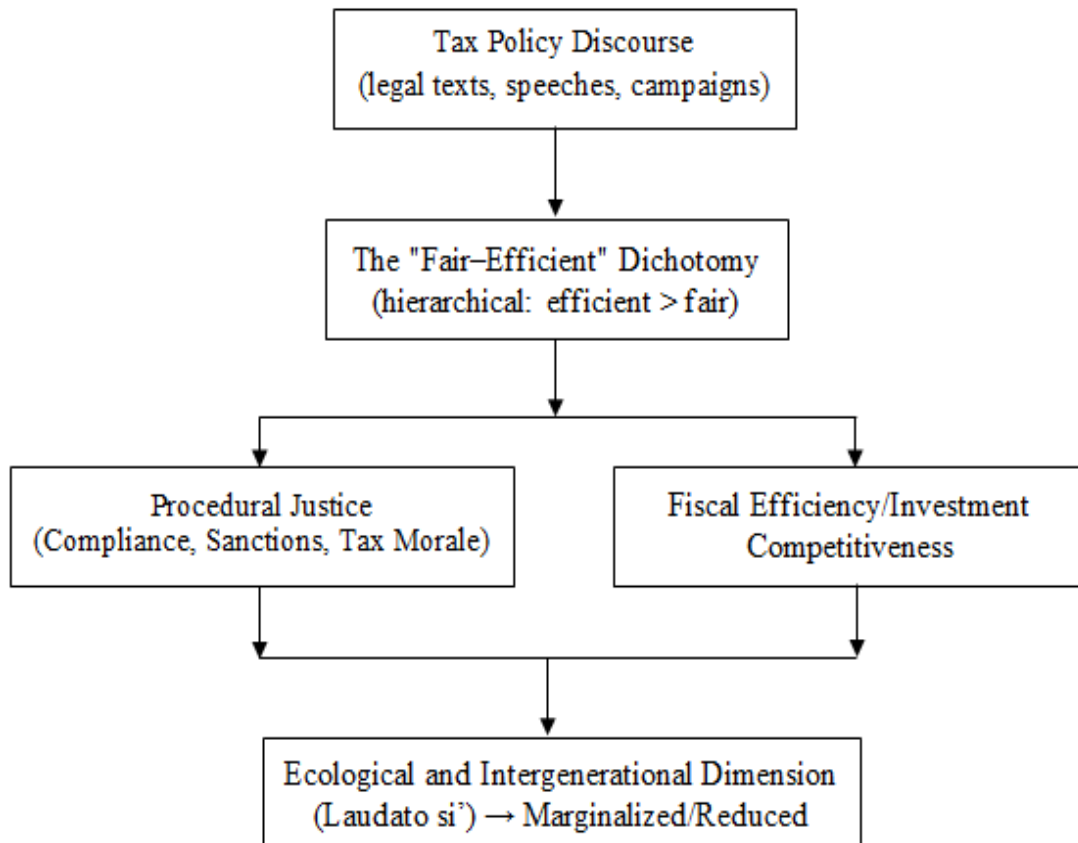 Tax Policy Discourse
(legal texts, speeches, campaigns)
The "Fair–Efficient" Dichotomy
(hierarchical: efficient > fair)
Procedural Justice
(Compliance, Sanctions, Tax Morale)
Fiscal Efficiency/Investment
Competitiveness
Ecological and Intergenerational Dimension
(Laudato si’) → Marginalized/Reduced